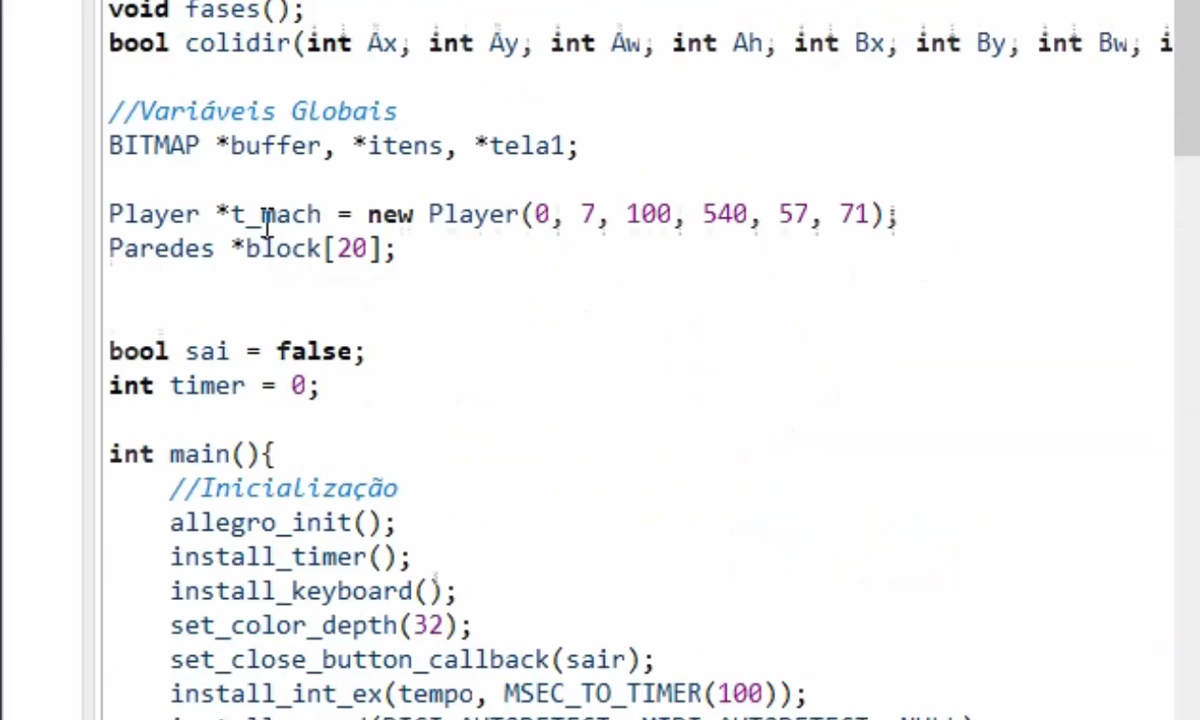 void fases();
bool colidir(int Ax, int Ay, int Aw, int Ah, int Bx, int By, int Bw, i
//Variáveis Globais
BITMAP *buffer, *itens, *tela1;
Player *t_mach = new Player(0, 7, 100, 540, 57, 71);
Paredes *block[20];
bool sai = false;
int timer = 0;
int main(){
//Inicialização
allegro_init();
install_timer();
install_keyboard();
set_color_depth(32);
set_close_button_callback(sair);
install_int_ex(tempo, MSEC_TO_TIMER(100));